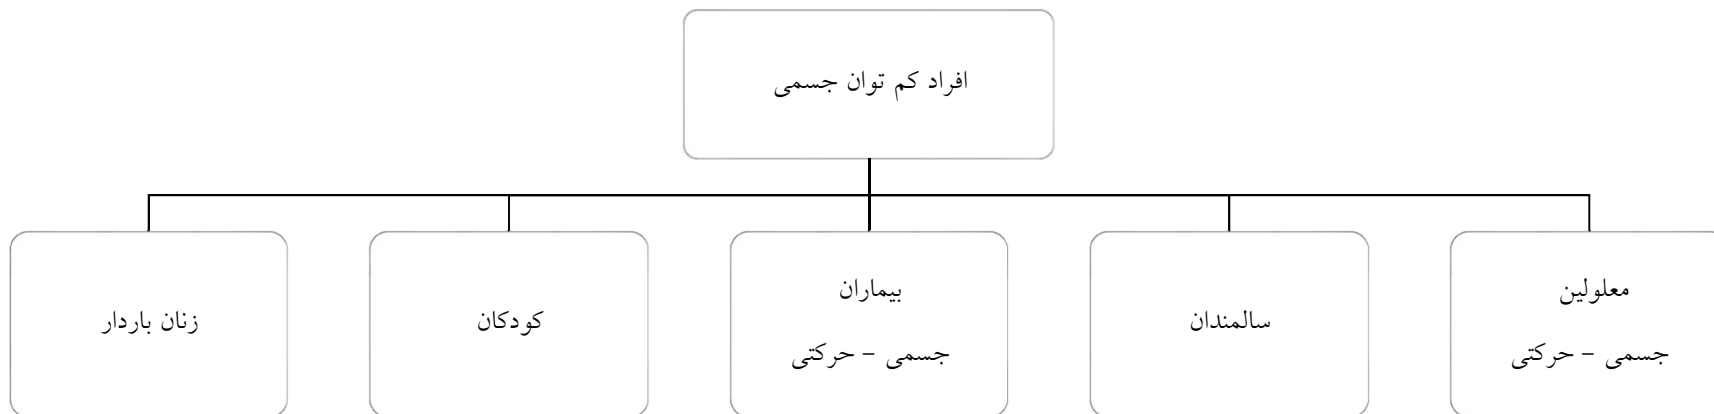 افراد کم توان جسمی
معلولین
جسمی – حرکتی
سالمندان
بیماران
جسمی – حرکتی
کودکان
زنان باردار